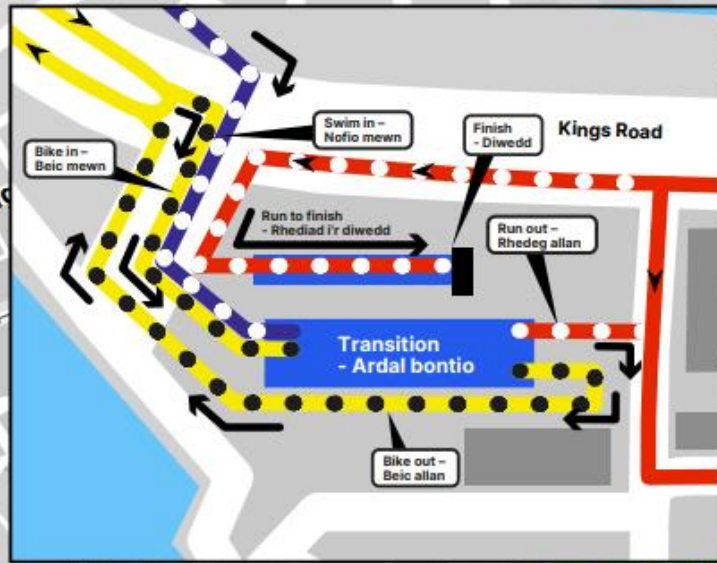 Swim in –
Nofio mewn
Finish
- Diwedd
Kings Road
Bike in –
Beic mewn
Run to finish
- Rhediad i'r diwedd
Run out –
Rhedeg allan
Transition
- Ardal bontio
Bike out –
Beic allan